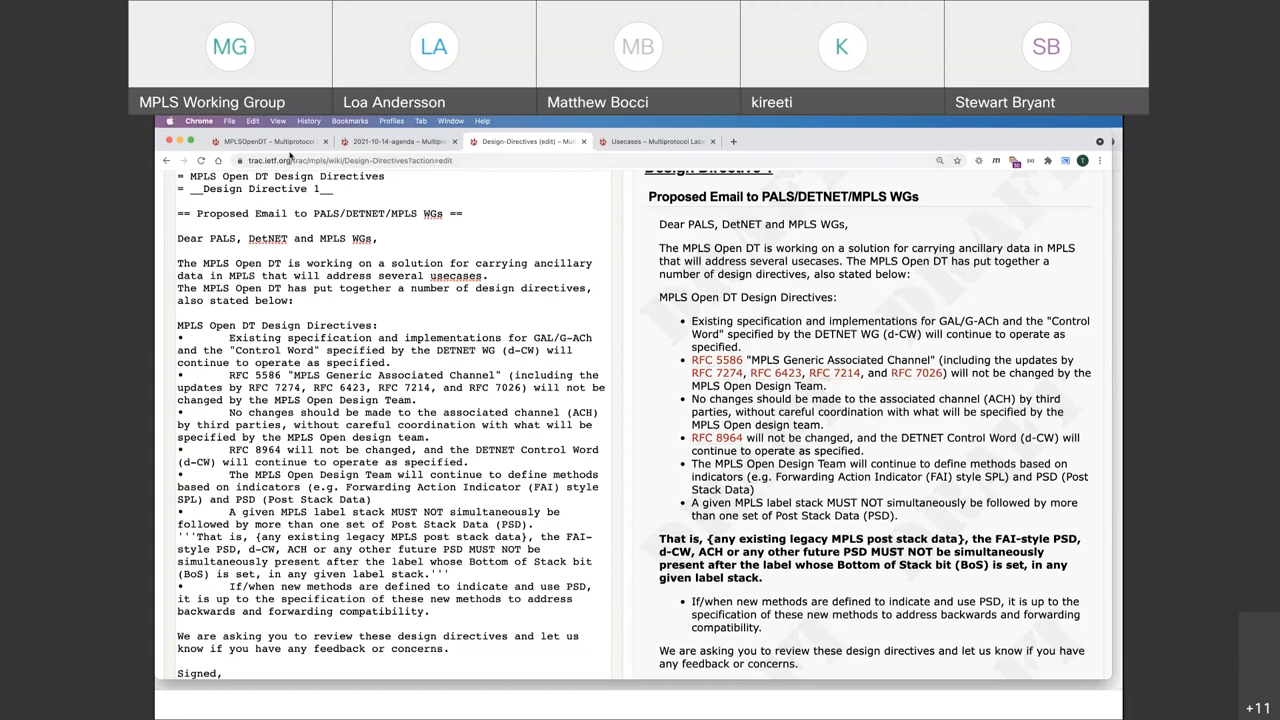 MG
LA
MB
K
SB
MPLS Working Group
Loa Andersson
Matthew Bocci
kireeti
Stewart Bryant
Chrome File Edit View History Bookmarks Profiles Tab Window Help
MPLSOpenDT – Multiprotocol
2021-10-14-agenda – Multipro
Design-Directives (edit) – Mul
Usecases – Multiprotocol Labe
trac.ietf.org/trac/mpls/wiki/Design-Directives?action=edit
= MPLS Open DT Design Directives
= __Design Directive 1__
== Proposed Email to PALS/DETNET/MPLS WGs ==
Dear PALS, DetNET and MPLS WGs,
The MPLS Open DT is working on a solution for carrying ancillary
data in MPLS that will address several usecases.
The MPLS Open DT has put together a number of design directives,
also stated below:
MPLS Open DT Design Directives:
• Existing specification and implementations for GAL/G-ACh
and the "Control Word" specified by the DETNET WG (d-CW) will
continue to operate as specified.
• RFC 5586 "MPLS Generic Associated Channel" (including the
updates by RFC 7274, RFC 6423, RFC 7214, and RFC 7026) will not be
changed by the MPLS Open Design Team.
• No changes should be made to the associated channel (ACH)
by third parties, without careful coordination with what will be
specified by the MPLS Open design team.
• RFC 8964 will not be changed, and the DETNET Control Word
(d-CW) will continue to operate as specified.
• The MPLS Open Design Team will continue to define methods
based on indicators (e.g. Forwarding Action Indicator (FAI) style
SPL) and PSD (Post Stack Data)
• A given MPLS label stack MUST NOT simultaneously be
followed by more than one set of Post Stack Data (PSD).
'''That is, {any existing legacy MPLS post stack data}, the FAI-
style PSD, d-CW, ACH or any other future PSD MUST NOT be
simultaneously present after the label whose Bottom of Stack bit
(BoS) is set, in any given label stack.'''
• If/when new methods are defined to indicate and use PSD,
it is up to the specification of these new methods to address
backwards and forwarding compatibility.
We are asking you to review these design directives and let us
know if you have any feedback or concerns.
Signed,
Design Directive 1
Proposed Email to PALS/DETNET/MPLS WGs
Dear PALS, DetNET and MPLS WGs,
The MPLS Open DT is working on a solution for carrying ancillary data in MPLS
that will address several usecases. The MPLS Open DT has put together a
number of design directives, also stated below:
MPLS Open DT Design Directives:
• Existing specification and implementations for GAL/G-ACh and the "Control
Word" specified by the DETNET WG (d-CW) will continue to operate as
specified.
• RFC 5586 "MPLS Generic Associated Channel" (including the updates by
RFC 7274, RFC 6423, RFC 7214, and RFC 7026) will not be changed by the
MPLS Open Design Team.
• No changes should be made to the associated channel (ACH) by third
parties, without careful coordination with what will be specified by the
MPLS Open design team.
• RFC 8964 will not be changed, and the DETNET Control Word (d-CW) will
continue to operate as specified.
• The MPLS Open Design Team will continue to define methods based on
indicators (e.g. Forwarding Action Indicator (FAI) style SPL) and PSD (Post
Stack Data)
• A given MPLS label stack MUST NOT simultaneously be followed by more
than one set of Post Stack Data (PSD).
That is, {any existing legacy MPLS post stack data}, the FAI-style PSD,
d-CW, ACH or any other future PSD MUST NOT be simultaneously
present after the label whose Bottom of Stack bit (BoS) is set, in any
given label stack.
• If/when new methods are defined to indicate and use PSD, it is up to the
specification of these new methods to address backwards and forwarding
compatibility.
We are asking you to review these design directives and let us know if you have
any feedback or concerns.
DRAFT
+11